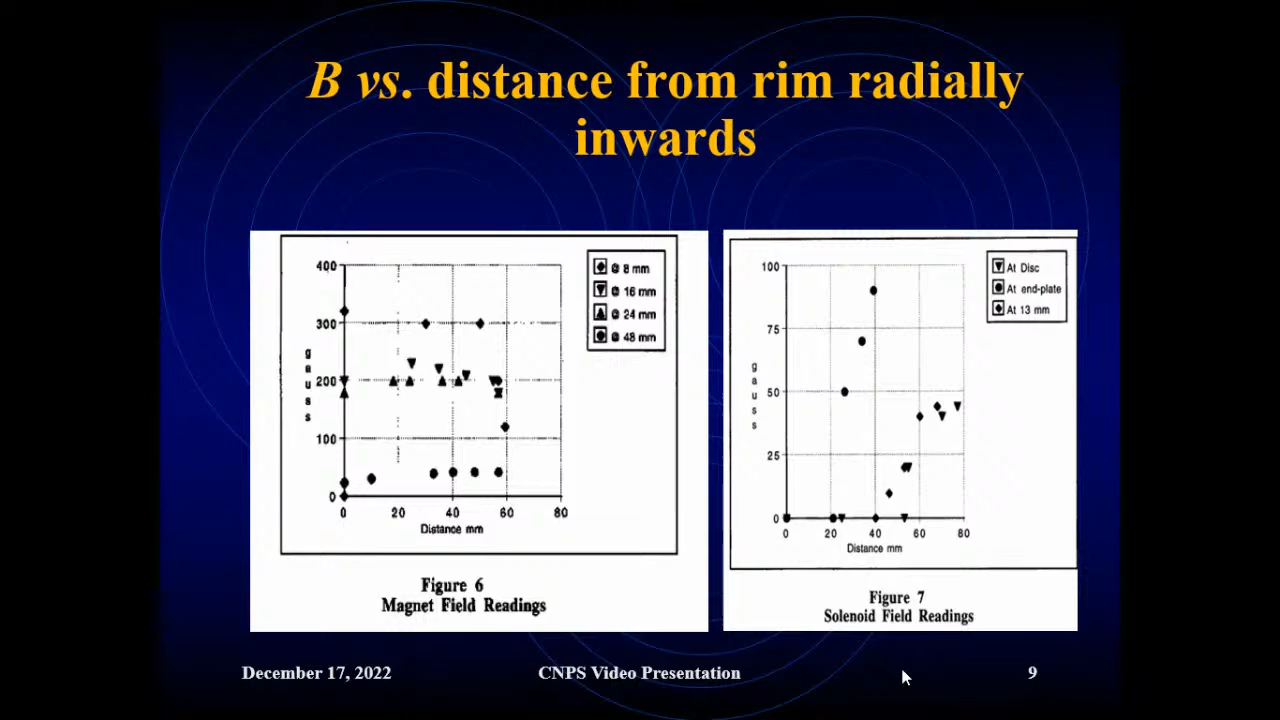 B vs. distance from rim radially
inwards
400
300
200
100
0
g
a
u
s
s
0 20 40 60 80
Distance mm
@ 8 mm
@ 16 mm
@ 24 mm
@ 48 mm
Figure 6
Magnet Field Readings
100
75
50
25
0
g
a
u
s
s
0 20 40 60 80
Distance mm
At Disc
At end-plate
At 13 mm
Figure 7
Solenoid Field Readings
December 17, 2022
CNPS Video Presentation
9